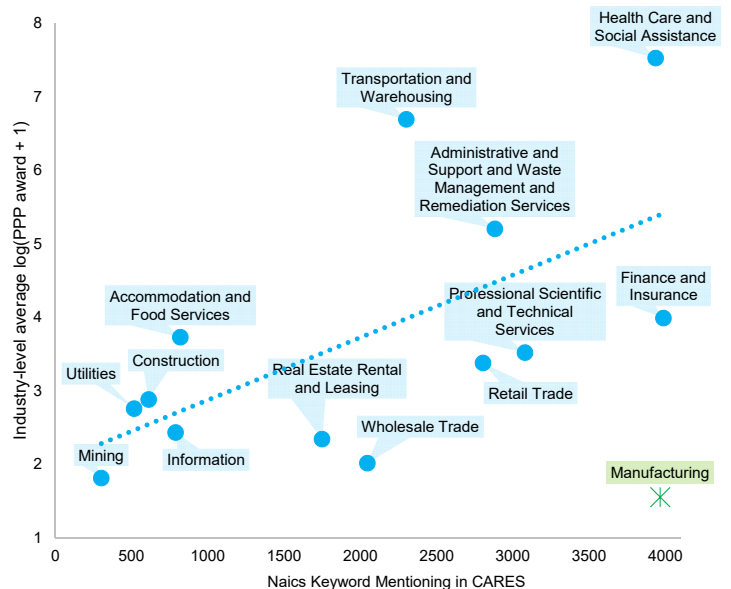 8
7
6
5
4
3
2
1
Industry-level average log(PPP award + 1)
Health Care and
Social Assistance
Transportation and
Warehousing
Administrative and
Support and Waste
Management and
Remediation Services
Accommodation and
Food Services
Professional Scientific
and Technical
Services
Finance and
Insurance
Utilities
Construction
Real Estate Rental
and Leasing
Retail Trade
Mining
Information
Wholesale Trade
Manufacturing
0
500
1000
1500
2000
2500
3000
3500
4000
Naics Keyword Mentioning in CARES